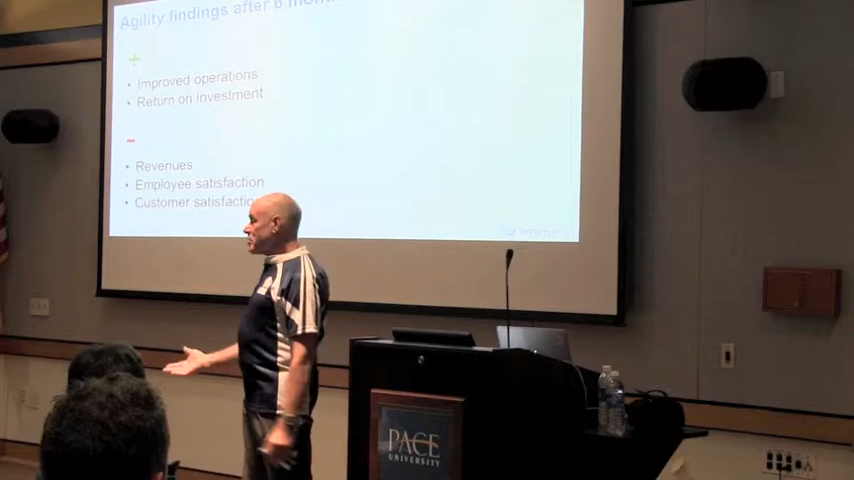 Agility findings after 6
+
• Improved operations
• Return on investment
-
• Revenues
• Employee satisfaction
• Customer satisfaction
PACE
UNIVERSITY